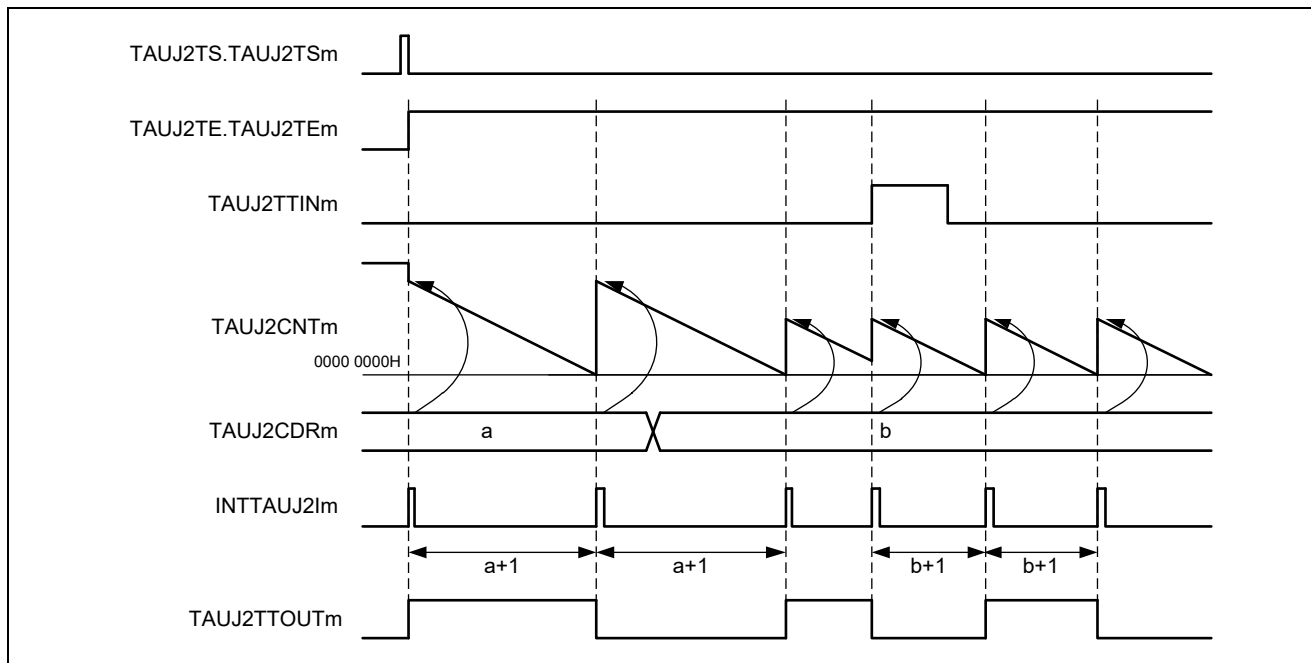 TAUJ2TS.TAUJ2TSm
TAUJ2TE.TAUJ2TEm
TAUJ2TTINm
TAUJ2CNTm
0000 0000H
TAUJ2CDRm
a
b
INTTAUJ2Im
a+1
a+1
b+1
b+1
TAUJ2TTOUTm